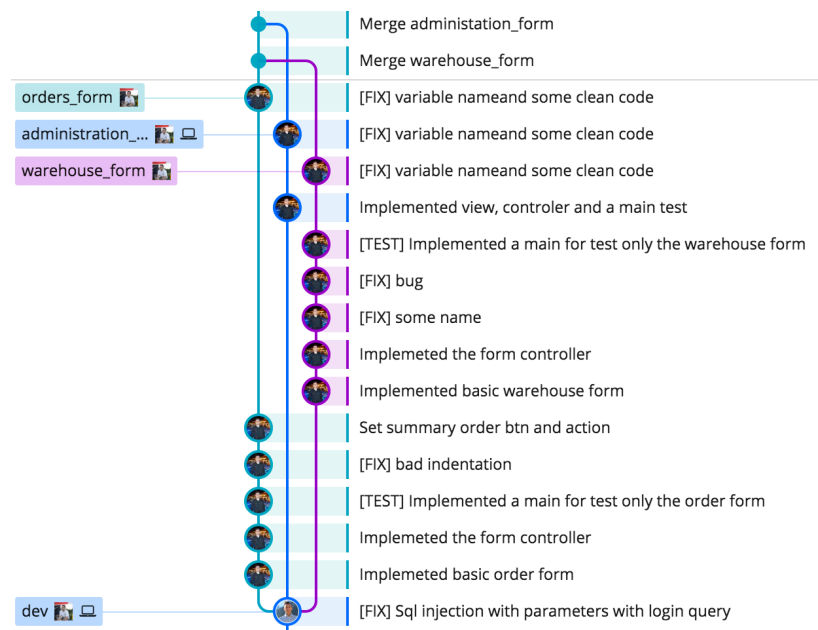 Merge administation_form
Merge warehouse_form
orders_form [FIX] variable nameand some clean code
administration_... [FIX] variable nameand some clean code
warehouse_form [FIX] variable nameand some clean code
Implemented view, controler and a main test
[TEST] Implemented a main for test only the warehouse form
[FIX] bug
[FIX] some name
Implemeted the form controller
Implemented basic warehouse form
Set summary order btn and action
[FIX] bad indentation
[TEST] Implemented a main for test only the order form
Implemeted the form controller
Implemeted basic order form
dev [FIX] Sql injection with parameters with login query